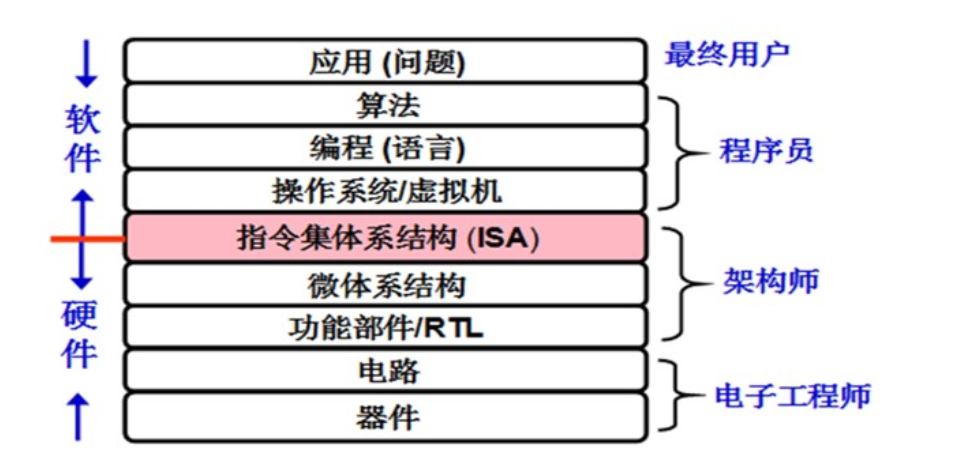 应用 (问题)
最终用户
算法
编程 (语言)
程序员
操作系统/虚拟机
软件
指令集体系结构 (ISA)
微体系结构
架构师
功能部件/RTL
硬件
电路
电子工程师
器件